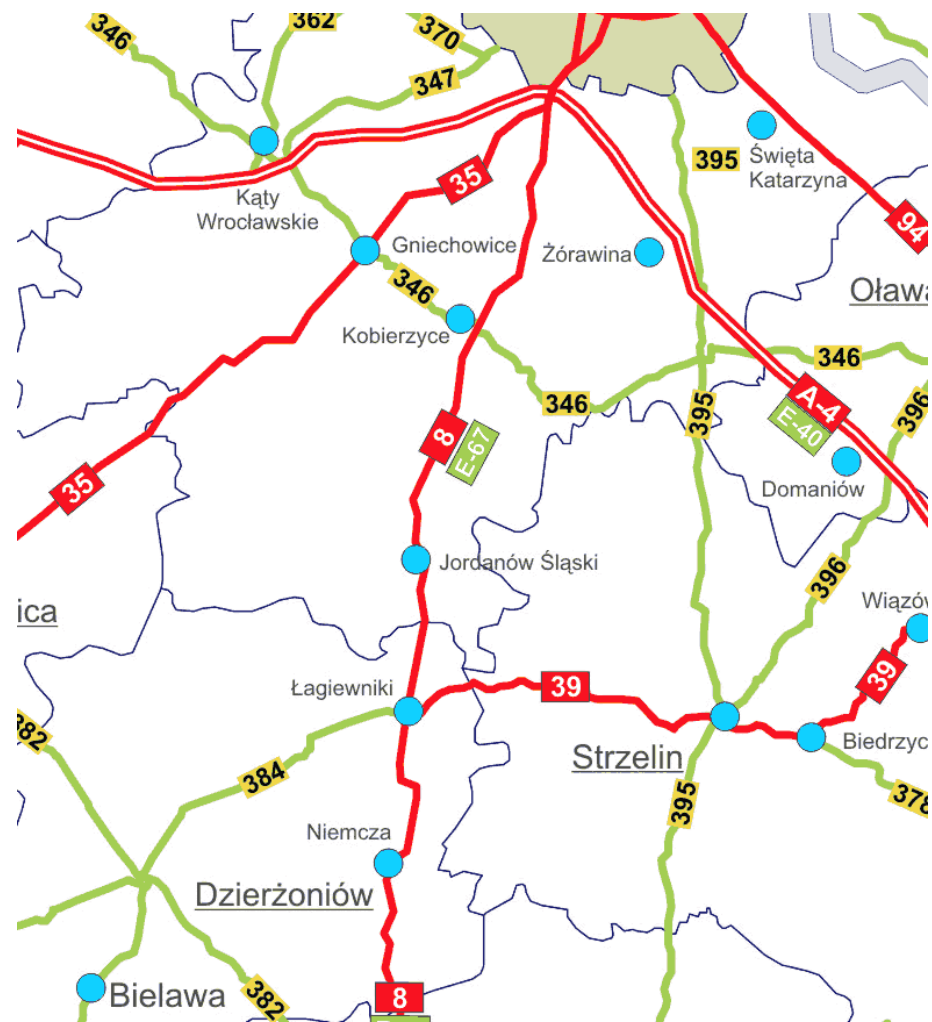 346
362
370
347
395
Święta
Katarzyna
Kąty
Wrocławskie
35
94
Gniechowice
Żórawina
346
Oława
Kobierzyce
346
346
A-4
E-40
396
395
8
E-67
35
Domaniów
Jordanów Śląski
396
ica
Wiązów
Łagiewniki
39
39
382
Strzelin
Biedrzyc
384
395
378
Niemcza
Dzierżoniów
Bielawa
382
8